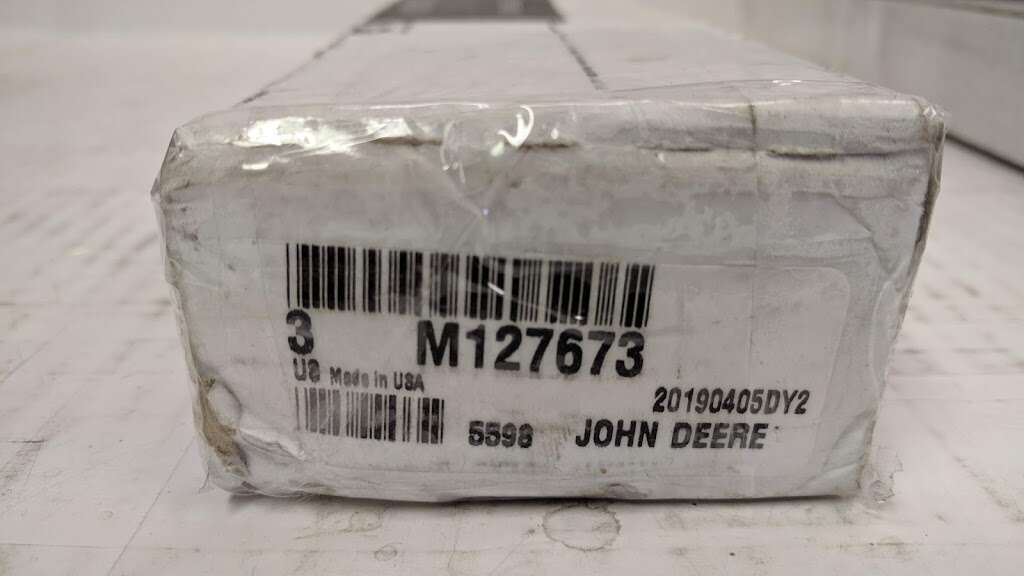 3 M127673
US Made in USA
20190405DY2
5598 JOHN DEERE